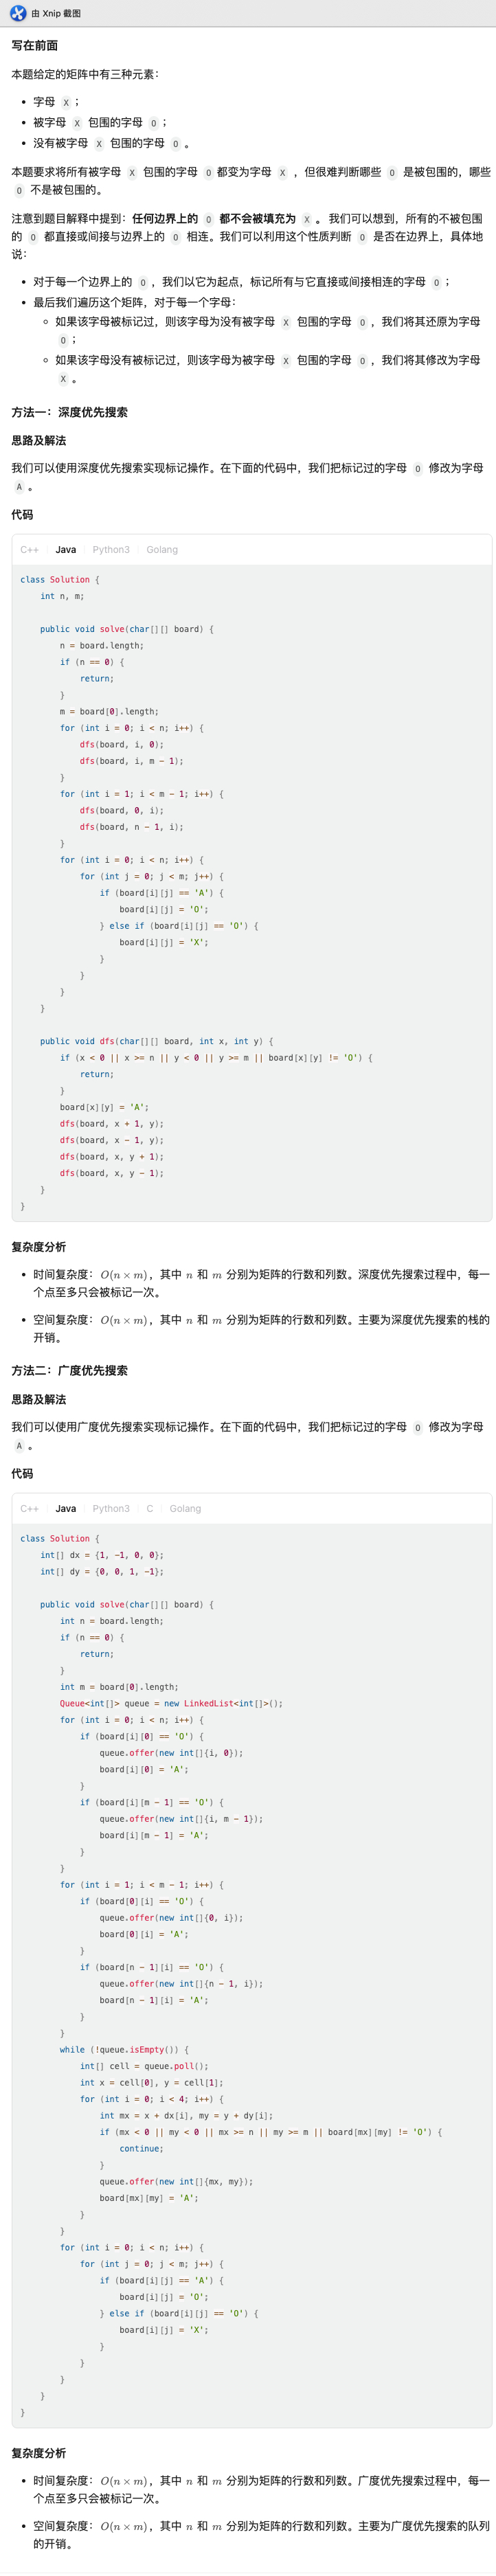 由 Xnip 截图
写在前面
本题给定的矩阵中有三种元素：
• 字母 X；
• 被字母 X 包围的字母 O；
• 没有被字母 X 包围的字母 O。
本题要求将所有被字母 X 包围的字母 O都变为字母 X ，但很难判断哪些 O 是被包围的，哪些
O 不是被包围的。
注意到题目解释中提到：任何边界上的 O 都不会被填充为 X。 我们可以想到，所有的不被包围
的 O 都直接或间接与边界上的 O 相连。我们可以利用这个性质判断 O 是否在边界上，具体地
说：
• 对于每一个边界上的 O，我们以它为起点，标记所有与它直接或间接相连的字母 O；
• 最后我们遍历这个矩阵，对于每一个字母：
◦ 如果该字母被标记过，则该字母为没有被字母 X 包围的字母 O，我们将其还原为字母
O；
◦ 如果该字母没有被标记过，则该字母为被字母 X 包围的字母 O，我们将其修改为字母
X。
方法一：深度优先搜索
思路及解法
我们可以使用深度优先搜索实现标记操作。在下面的代码中，我们把标记过的字母 O 修改为字母
A。
代码
C++ Java Python3 Golang
class Solution {
    int n, m;
    public void solve(char[][] board) {
        n = board.length;
        if (n == 0) {
            return;
        }
        m = board[0].length;
        for (int i = 0; i < n; i++) {
            dfs(board, i, 0);
            dfs(board, i, m - 1);
        }
        for (int i = 1; i < m - 1; i++) {
            dfs(board, 0, i);
            dfs(board, n - 1, i);
        }
        for (int i = 0; i < n; i++) {
            for (int j = 0; j < m; j++) {
                if (board[i][j] == 'A') {
                    board[i][j] = 'O';
                } else if (board[i][j] == 'O') {
                    board[i][j] = 'X';
                }
            }
        }
    }
    public void dfs(char[][] board, int x, int y) {
        if (x < 0 || x >= n || y < 0 || y >= m || board[x][y] != 'O') {
            return;
        }
        board[x][y] = 'A';
        dfs(board, x + 1, y);
        dfs(board, x - 1, y);
        dfs(board, x, y + 1);
        dfs(board, x, y - 1);
    }
}
复杂度分析
• 时间复杂度：O(n × m)，其中 n 和 m 分别为矩阵的行数和列数。深度优先搜索过程中，每一
个点至多只会被标记一次。
• 空间复杂度：O(n × m)，其中 n 和 m 分别为矩阵的行数和列数。主要为深度优先搜索的栈的
开销。
方法二：广度优先搜索
思路及解法
我们可以使用广度优先搜索实现标记操作。在下面的代码中，我们把标记过的字母 O 修改为字母
A。
代码
C++ Java Python3 C Golang
class Solution {
    int[] dx = {1, -1, 0, 0};
    int[] dy = {0, 0, 1, -1};
    public void solve(char[][] board) {
        int n = board.length;
        if (n == 0) {
            return;
        }
        int m = board[0].length;
        Queue<int[]> queue = new LinkedList<int[]>();
        for (int i = 0; i < n; i++) {
            if (board[i][0] == 'O') {
                queue.offer(new int[]{i, 0});
                board[i][0] = 'A';
            }
            if (board[i][m - 1] == 'O') {
                queue.offer(new int[]{i, m - 1});
                board[i][m - 1] = 'A';
            }
        }
        for (int i = 1; i < m - 1; i++) {
            if (board[0][i] == 'O') {
                queue.offer(new int[]{0, i});
                board[0][i] = 'A';
            }
            if (board[n - 1][i] == 'O') {
                queue.offer(new int[]{n - 1, i});
                board[n - 1][i] = 'A';
            }
        }
        while (!queue.isEmpty()) {
            int[] cell = queue.poll();
            int x = cell[0], y = cell[1];
            for (int i = 0; i < 4; i++) {
                int mx = x + dx[i], my = y + dy[i];
                if (mx < 0 || my < 0 || mx >= n || my >= m || board[mx][my] != 'O') {
                    continue;
                }
                queue.offer(new int[]{mx, my});
                board[mx][my] = 'A';
            }
        }
        for (int i = 0; i < n; i++) {
            for (int j = 0; j < m; j++) {
                if (board[i][j] == 'A') {
                    board[i][j] = 'O';
                } else if (board[i][j] == 'O') {
                    board[i][j] = 'X';
                }
            }
        }
    }
}
复杂度分析
• 时间复杂度：O(n × m)，其中 n 和 m 分别为矩阵的行数和列数。广度优先搜索过程中，每一
个点至多只会被标记一次。
• 空间复杂度：O(n × m)，其中 n 和 m 分别为矩阵的行数和列数。主要为广度优先搜索的队列
的开销。